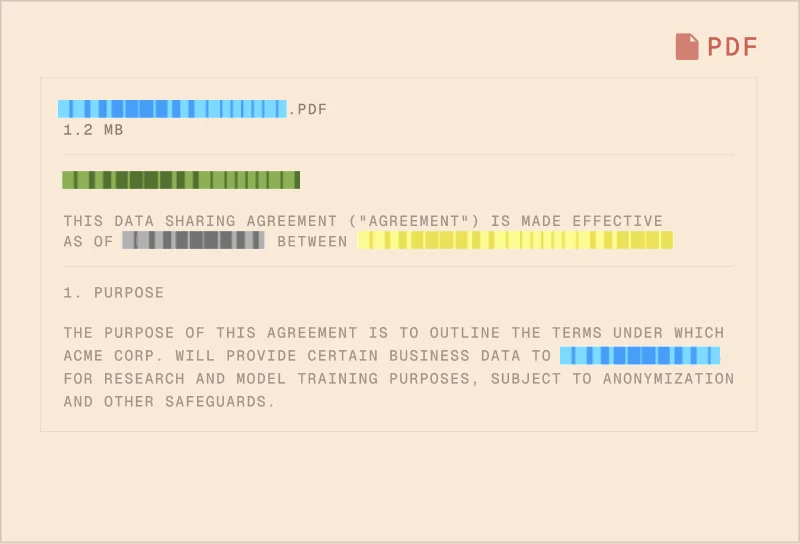 PDF
.PDF
1.2 MB
THIS DATA SHARING AGREEMENT ("AGREEMENT") IS MADE EFFECTIVE
AS OF BETWEEN
1. PURPOSE
THE PURPOSE OF THIS AGREEMENT IS TO OUTLINE THE TERMS UNDER WHICH
ACME CORP. WILL PROVIDE CERTAIN BUSINESS DATA TO
FOR RESEARCH AND MODEL TRAINING PURPOSES, SUBJECT TO ANONYMIZATION
AND OTHER SAFEGUARDS.